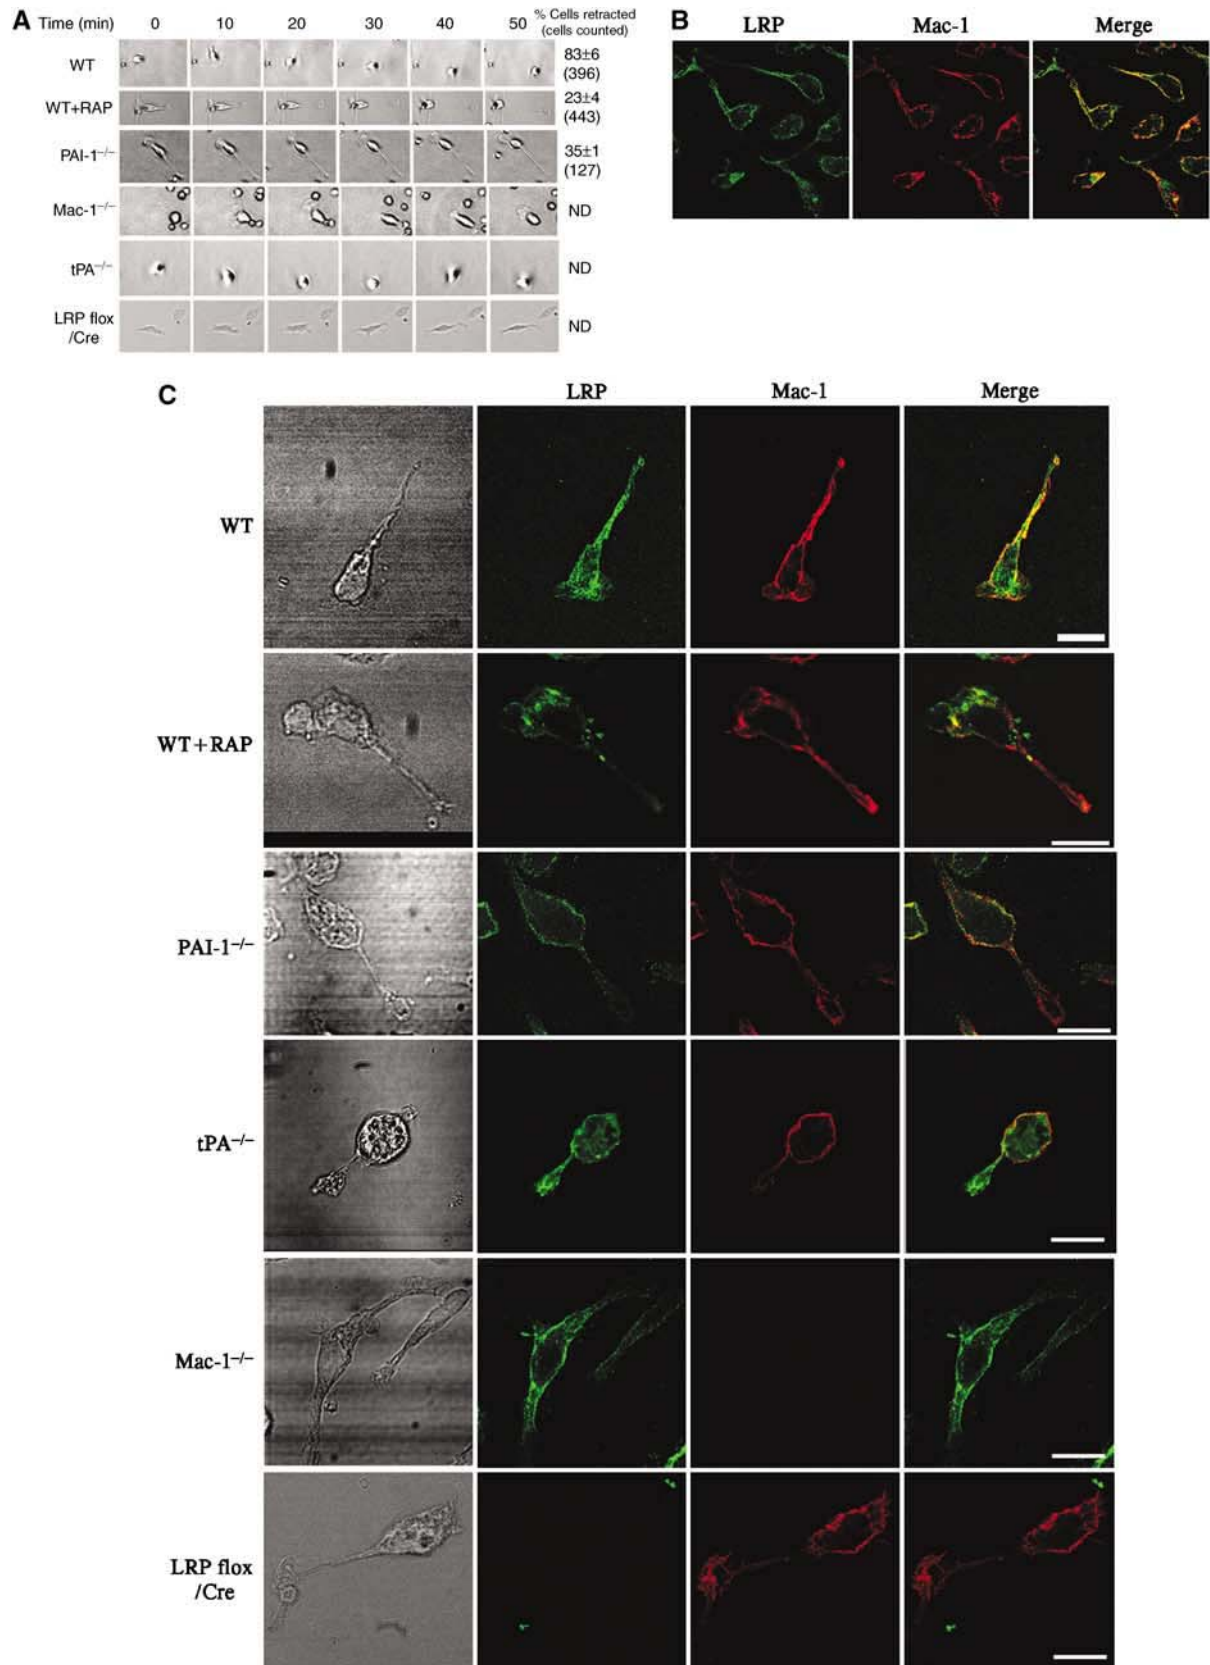 A Time (min) 0 10 20 30 40 50 % Cells retracted
(cells counted)
WT 83±6
(396)
WT+RAP 23±4
(443)
PAI-1⁻/⁻ 35±1
(127)
Mac-1⁻/⁻ ND
tPA⁻/⁻ ND
LRP flox
/Cre ND
B LRP Mac-1 Merge
C LRP Mac-1 Merge
WT
WT+RAP
PAI-1⁻/⁻
tPA⁻/⁻
Mac-1⁻/⁻
LRP flox
/Cre